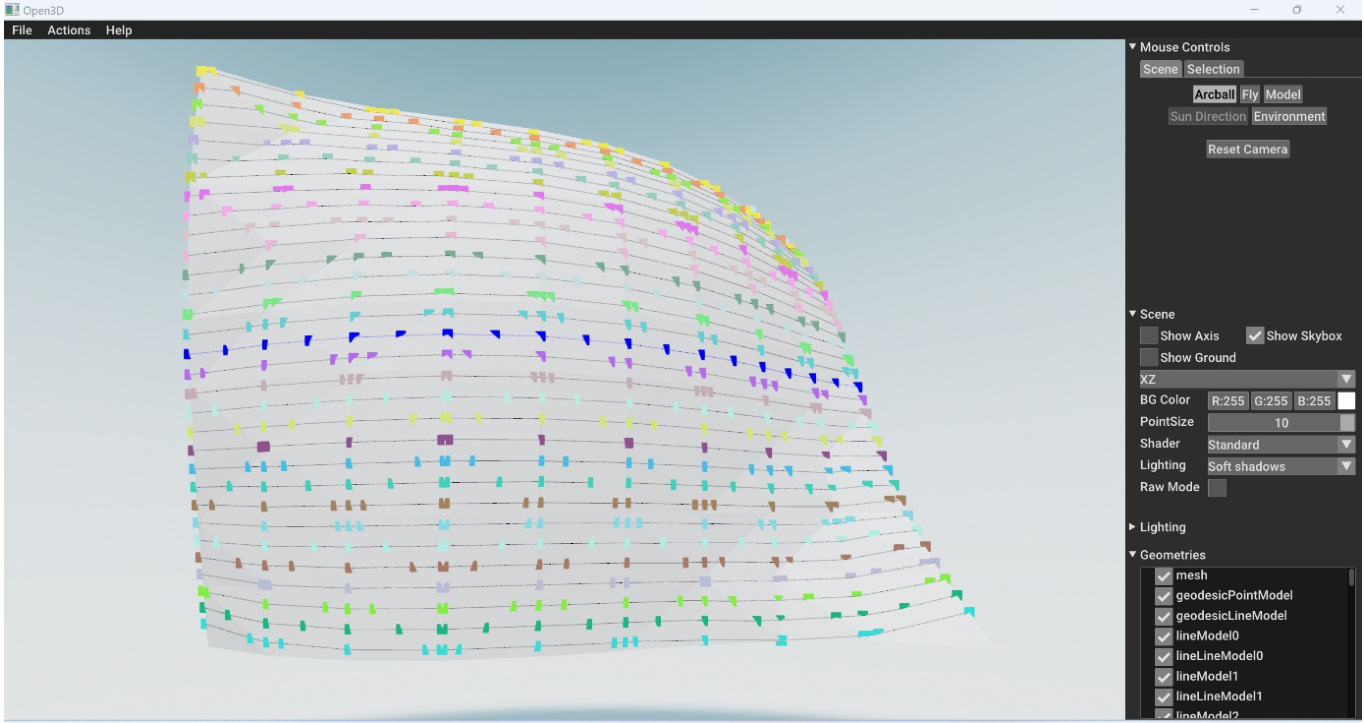 Open3D
File Actions Help
Mouse Controls
Scene Selection
Arcball Fly Model
Sun Direction Environment
Reset Camera
Scene
Show Axis Show Skybox
Show Ground
XZ
BG Color R:255 G:255 B:255
PointSize 10
Shader Standard
Lighting Soft shadows
Raw Mode
Lighting
Geometries
mesh
geodesicPointModel
geodesicLineModel
lineModel0
lineLineModel0
lineModel1
lineLineModel1
lineModel2